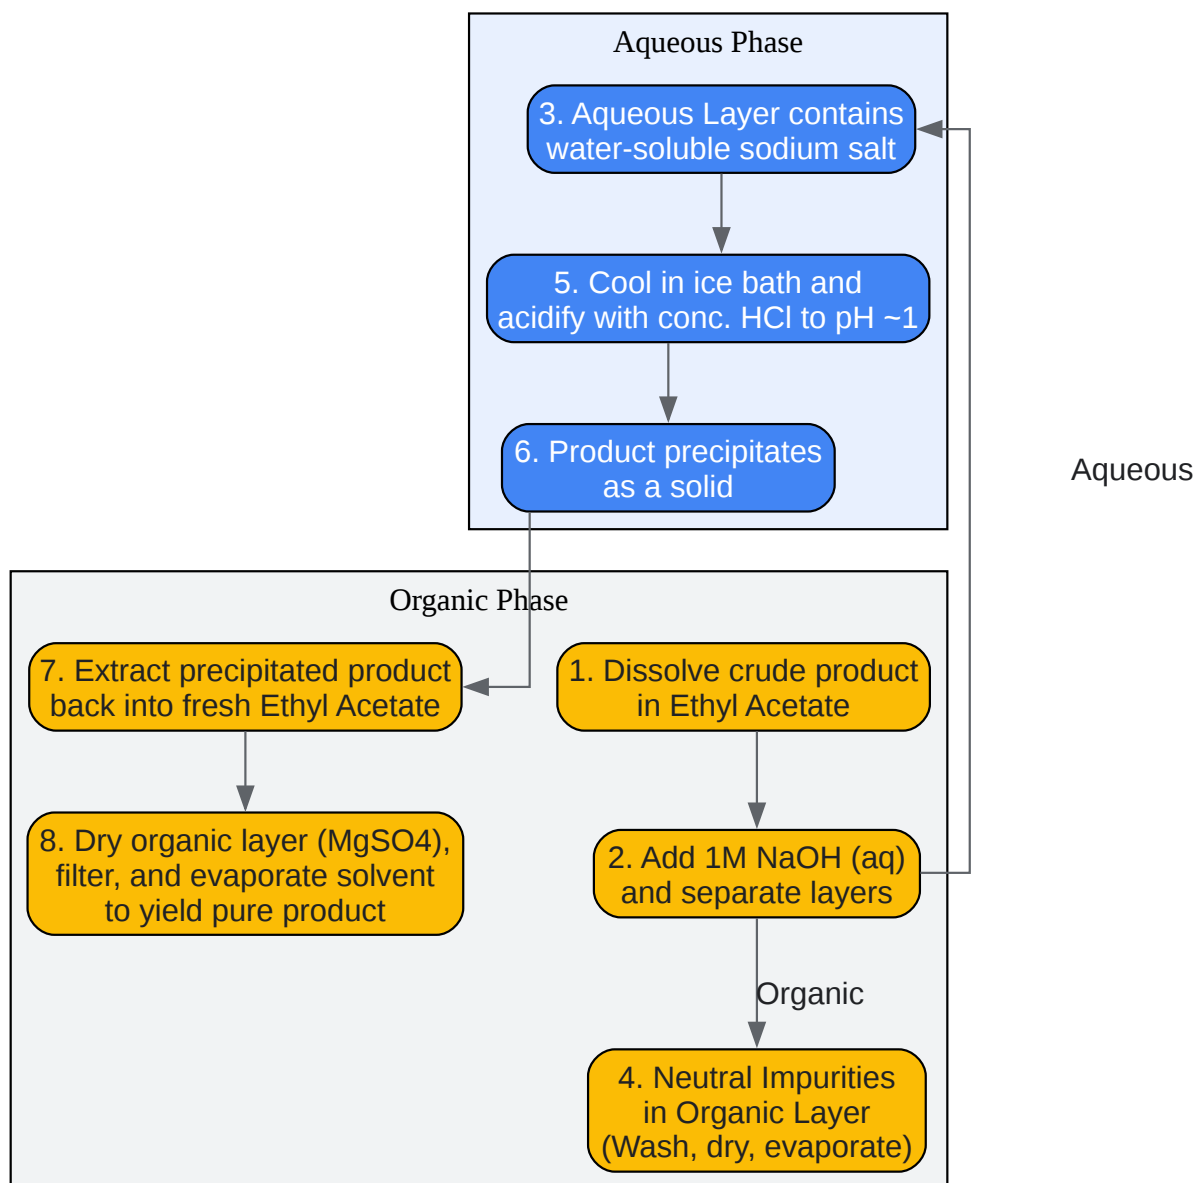 Aqueous Phase
3. Aqueous Layer contains
water-soluble sodium salt
5. Cool in ice bath and
acidify with conc. HCl to pH ~1
6. Product precipitates
as a solid
Aqueous
Organic Phase
7. Extract precipitated product
back into fresh Ethyl Acetate
1. Dissolve crude product
in Ethyl Acetate
8. Dry organic layer (MgSO4),
filter, and evaporate solvent
to yield pure product
2. Add 1M NaOH (aq)
and separate layers
Organic
4. Neutral Impurities
in Organic Layer
(Wash, dry, evaporate)